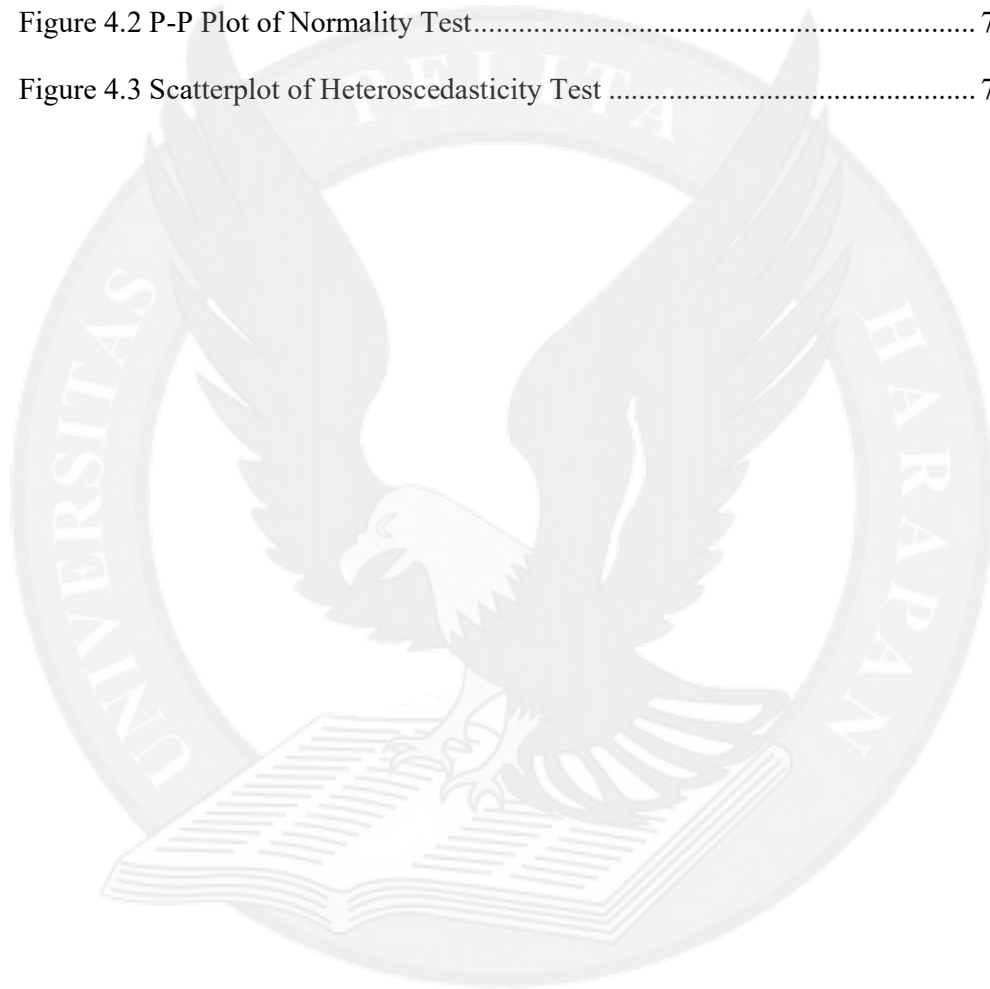 Figure 4.2 P-P Plot of Normality Test.......................................................................... 7
Figure 4.3 Scatterplot of Heteroscedasticity Test ...................................................... 7
UNIVERSITAS PELITA HARAPAN